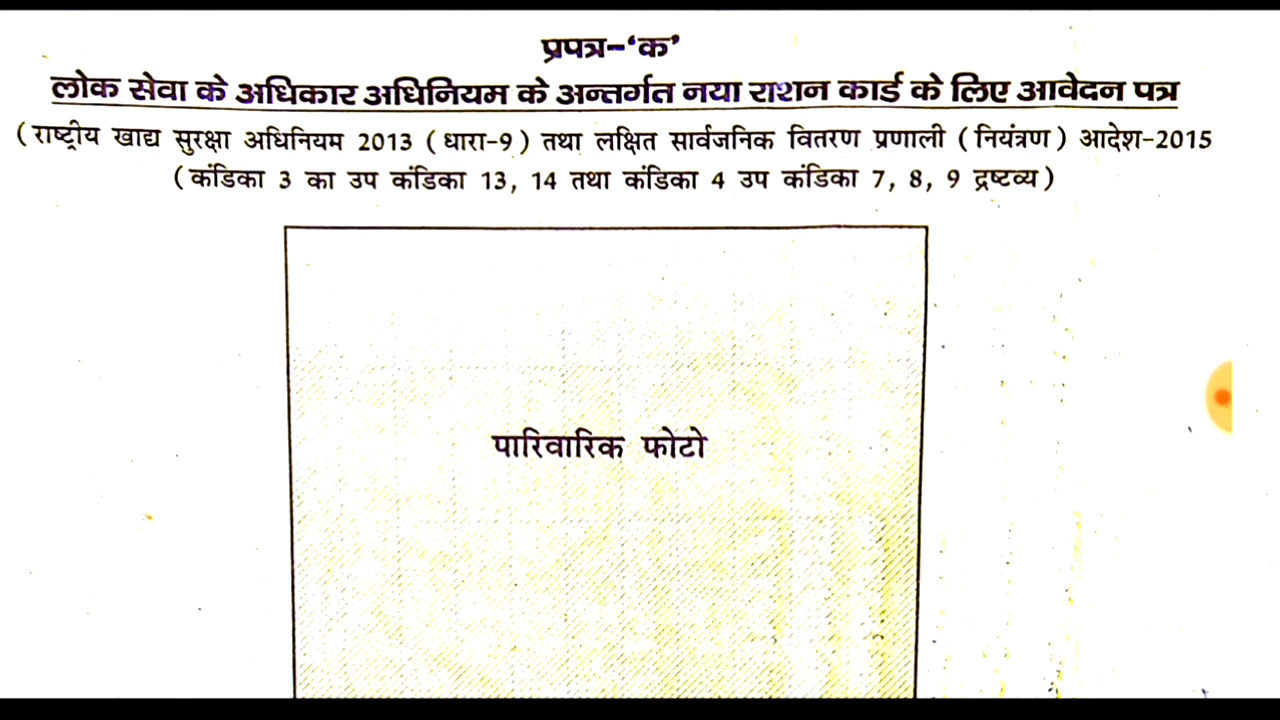 प्रपत्र-‘क’
लोक सेवा के अधिकार अधिनियम के अन्तर्गत नया राशन कार्ड के लिए आवेदन पत्र
(राष्ट्रीय खाद्य सुरक्षा अधिनियम 2013 (धारा-9) तथा लक्षित सार्वजनिक वितरण प्रणाली (नियंत्रण) आदेश-2015
(कंडिका 3 का उप कंडिका 13, 14 तथा कंडिका 4 उप कंडिका 7, 8, 9 द्रष्टव्य)
पारिवारिक फोटो